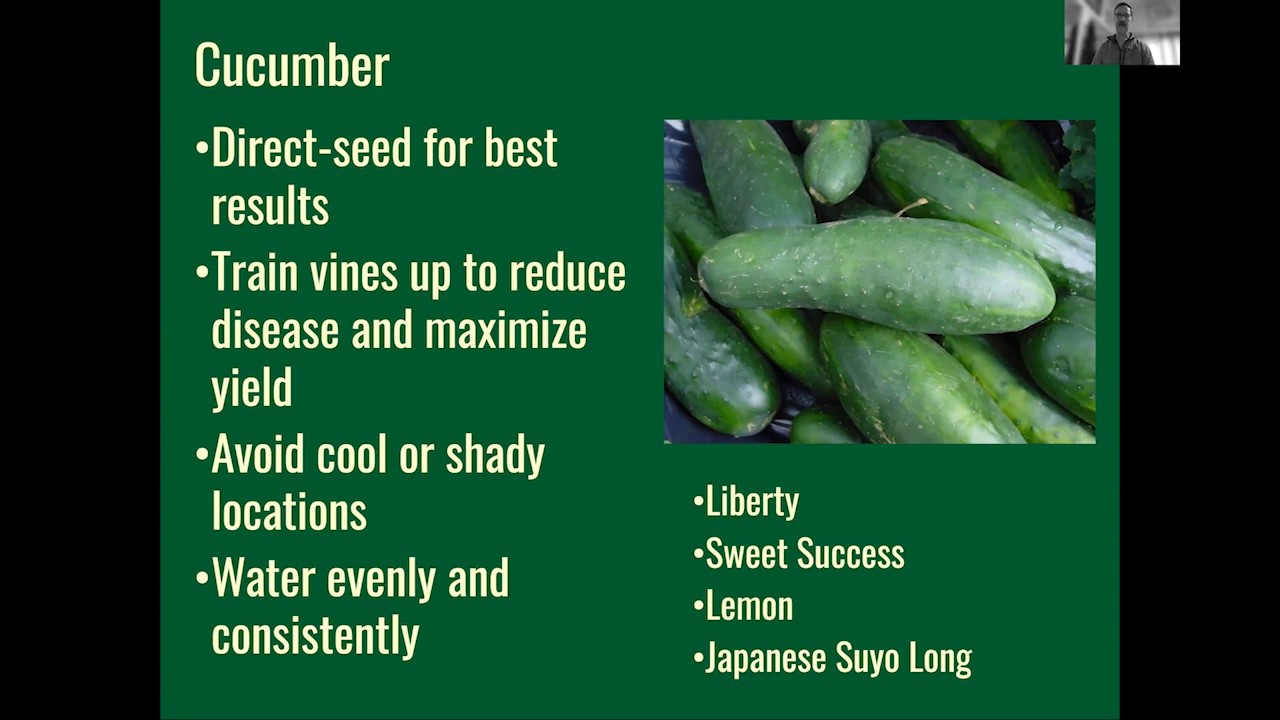 Cucumber
•Direct-seed for best
results
•Train vines up to reduce
disease and maximize
yield
•Avoid cool or shady
locations
•Water evenly and
consistently
•Liberty
•Sweet Success
•Lemon
•Japanese Suyo Long